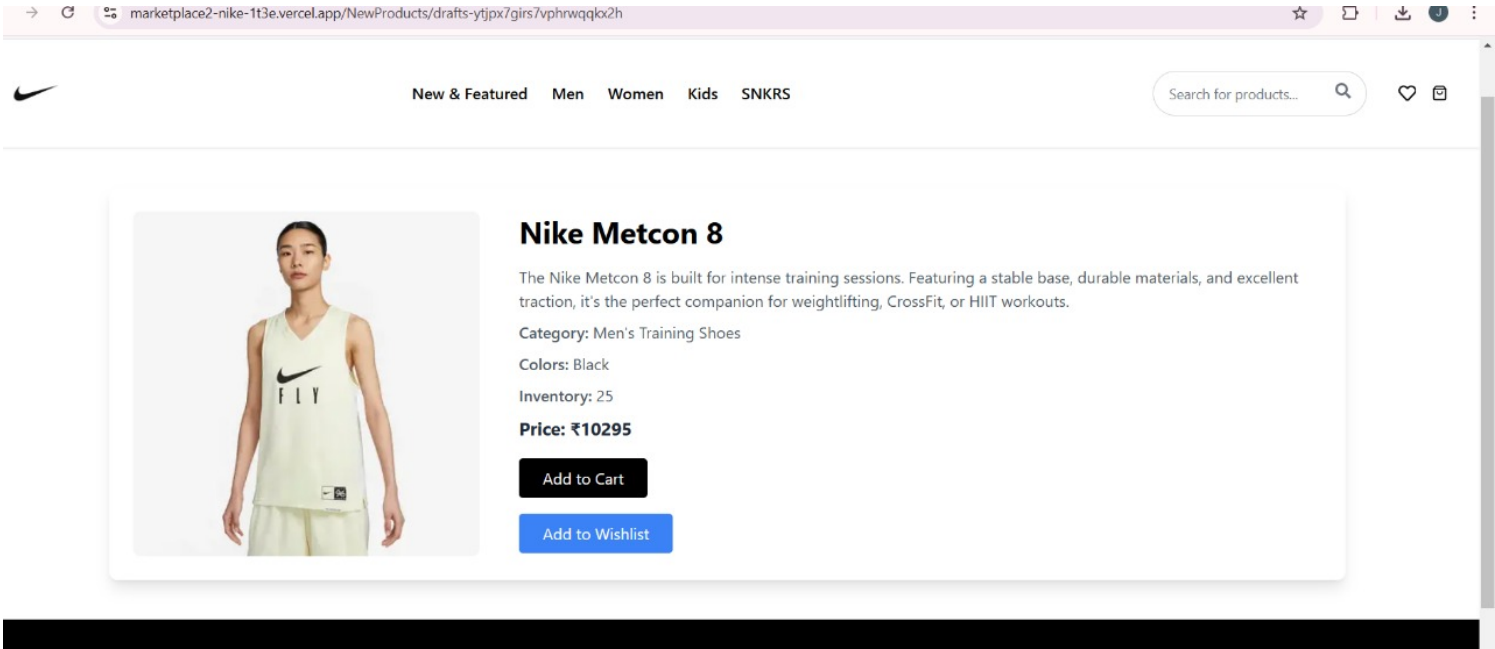 marketplace2-nike-1t3e.vercel.app/NewProducts/drafts-ytjpx7girs7vphrwqqkx2h
J
New & Featured Men Women Kids SNKRS
Search for products...
Nike Metcon 8
The Nike Metcon 8 is built for intense training sessions. Featuring a stable base, durable materials, and excellent
traction, it's the perfect companion for weightlifting, CrossFit, or HIIT workouts.
Category: Men's Training Shoes
Colors: Black
Inventory: 25
Price: ₹10295
Add to Cart
Add to Wishlist
FLY